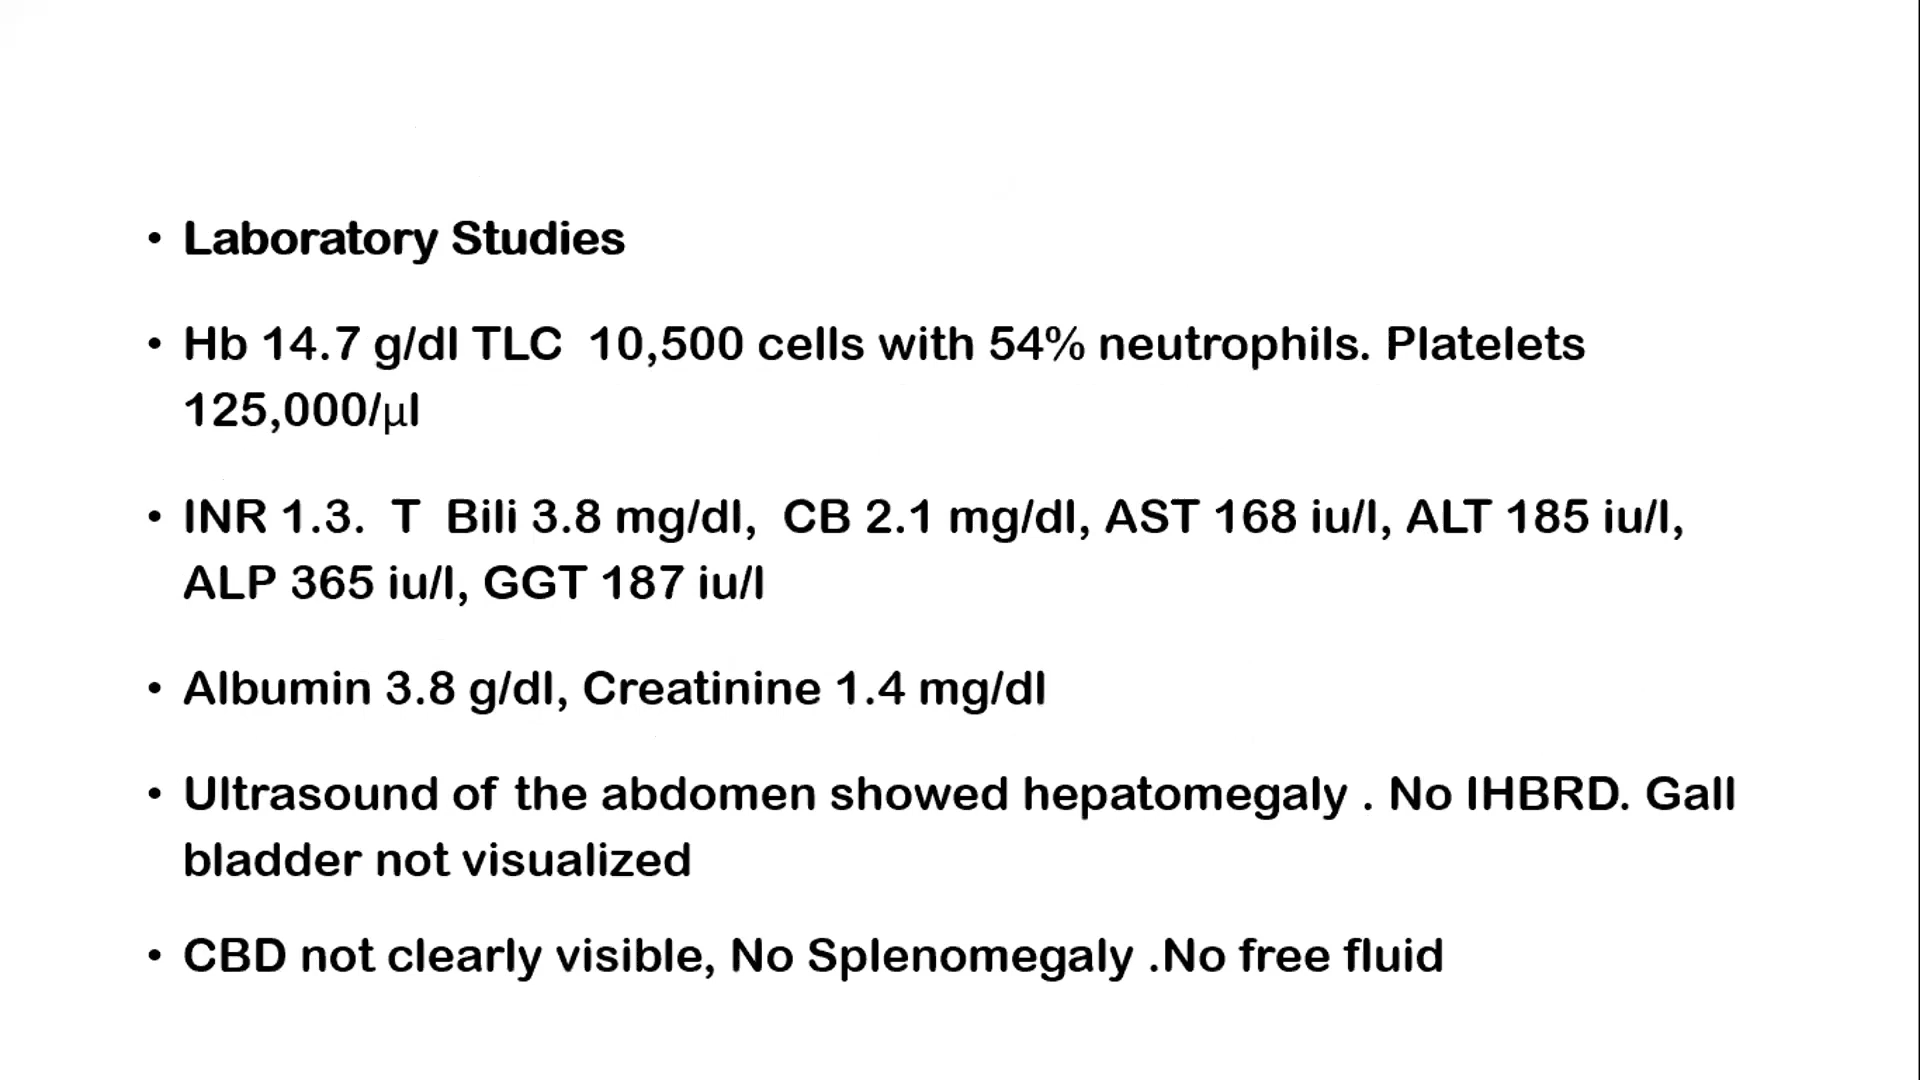 • Laboratory Studies
• Hb 14.7 g/dl TLC  10,500 cells with 54% neutrophils. Platelets
125,000/µl
• INR 1.3.  T  Bili 3.8 mg/dl,  CB 2.1 mg/dl, AST 168 iu/l, ALT 185 iu/l,
ALP 365 iu/l, GGT 187 iu/l
• Albumin 3.8 g/dl, Creatinine 1.4 mg/dl
• Ultrasound of the abdomen showed hepatomegaly . No IHBRD. Gall
bladder not visualized
• CBD not clearly visible, No Splenomegaly .No free fluid